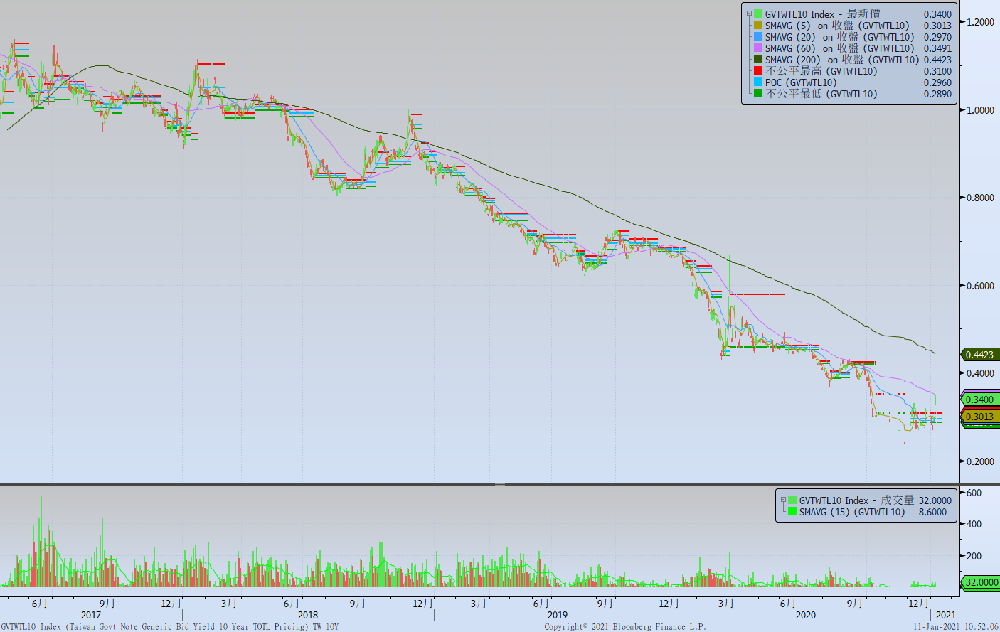 GVTWTL10 Index - 最新價 0.3400
SMAVG (5) on 收盤 (GVTWTL10) 0.3013
SMAVG (20) on 收盤 (GVTWTL10) 0.2970
SMAVG (60) on 收盤 (GVTWTL10) 0.3491
SMAVG (200) on 收盤 (GVTWTL10) 0.4423
不公平最高 (GVTWTL10) 0.3100
POC (GVTWTL10) 0.2960
不公平最低 (GVTWTL10) 0.2890
1.2000
1.0000
0.8000
0.6000
0.4423
0.4000
0.3400
0.3013
0.2000
GVTWTL10 Index - 成交量 32.0000
SMAVG (15) (GVTWTL10) 8.6000
600
400
200
32.0000
6月 9月 12月 3月 6月 9月 12月 3月 6月 9月 12月 3月 6月 9月 12月
2017 2018 2019 2020 2021
GVTWTL10 Index (Taiwan Govt Note Generic Bid Yield 10 Year TOTL Pricing) TW 10Y Copyright© 2021 Bloomberg Finance L.P. 11-Jan-2021 10:52:06